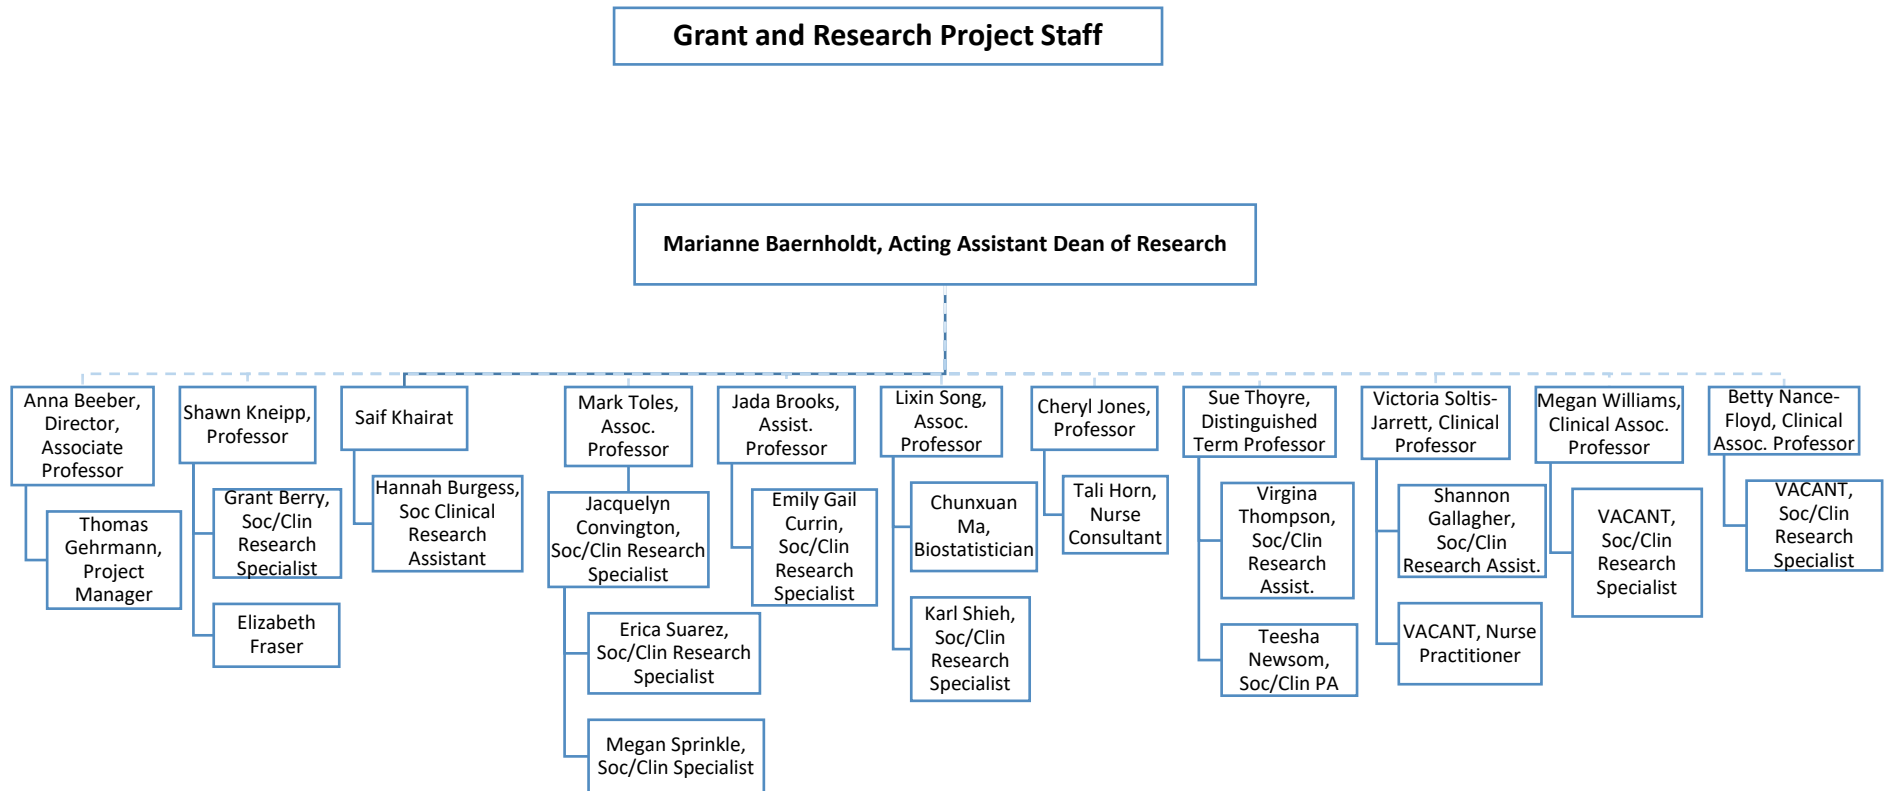 Grant and Research Project Staff
Marianne Baernholdt, Acting Assistant Dean of Research
Anna Beeber,
Director,
Associate
Professor
Thomas
Gehrmann,
Project
Manager
Shawn Kneipp,
Professor
Grant Berry,
Soc/Clin
Research
Specialist
Elizabeth
Fraser
Saif Khairat
Hannah Burgess,
Soc Clinical
Research
Assistant
Mark Toles,
Assoc.
Professor
Jacquelyn
Convington,
Soc/Clin Research
Specialist
Erica Suarez,
Soc/Clin Research
Specialist
Megan Sprinkle,
Soc/Clin Specialist
Jada Brooks,
Assist.
Professor
Emily Gail
Currin,
Soc/Clin
Research
Specialist
Lixin Song,
Assoc.
Professor
Chunxuan
Ma,
Biostatistician
Karl Shieh,
Soc/Clin
Research
Specialist
Cheryl Jones,
Professor
Tali Horn,
Nurse
Consultant
Sue Thoyre,
Distinguished
Term Professor
Virgina
Thompson,
Soc/Clin
Research
Assist.
Teesha
Newsom,
Soc/Clin PA
Victoria Soltis-
Jarrett, Clinical
Professor
Shannon
Gallagher,
Soc/Clin
Research Assist.
VACANT, Nurse
Practitioner
Megan Williams,
Clinical Assoc.
Professor
VACANT,
Soc/Clin
Research
Specialist
Betty Nance-
Floyd, Clinical
Assoc. Professor
VACANT,
Soc/Clin
Research
Specialist